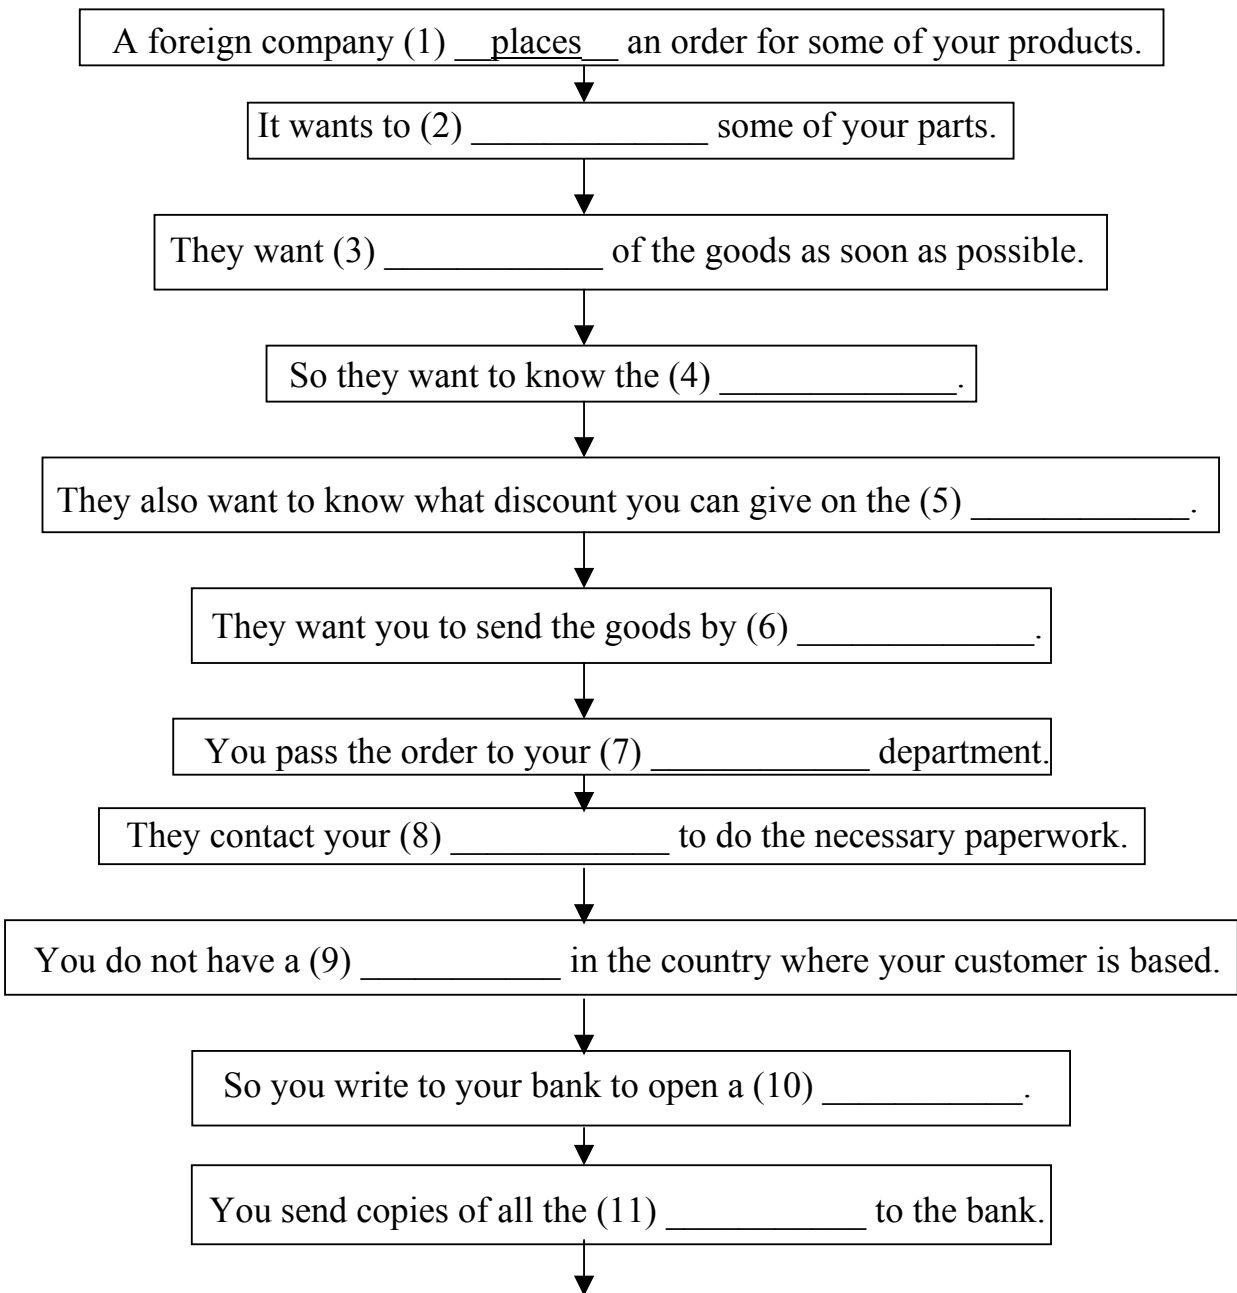 A foreign company (1) __places__ an order for some of your products.
It wants to (2) _____________ some of your parts.
They want (3) ____________ of the goods as soon as possible.
So they want to know the (4) _____________.
They also want to know what discount you can give on the (5) ____________.
They want you to send the goods by (6) _____________.
You pass the order to your (7) ____________ department.
They contact your (8) ____________ to do the necessary paperwork.
You do not have a (9) ___________ in the country where your customer is based.
So you write to your bank to open a (10) ___________.
You send copies of all the (11) ___________ to the bank.